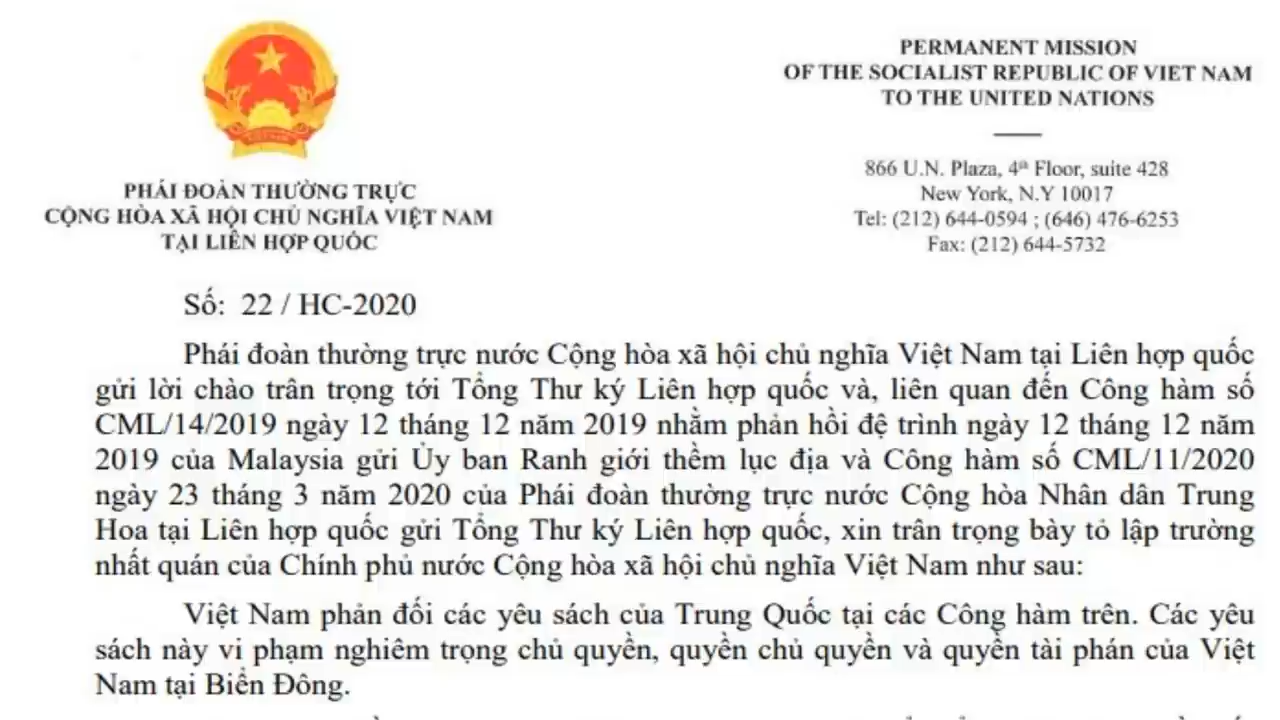 PHÁI ĐOÀN THƯỜNG TRỰC
CỘNG HÒA XÃ HỘI CHỦ NGHĨA VIỆT NAM
TẠI LIÊN HỢP QUỐC
PERMANENT MISSION
OF THE SOCIALIST REPUBLIC OF VIET NAM
TO THE UNITED NATIONS
866 U.N. Plaza, 4th Floor, suite 428
New York, N.Y 10017
Tel: (212) 644-0594 ; (646) 476-6253
Fax: (212) 644-5732
Số: 22 / HC-2020
Phái đoàn thường trực nước Cộng hòa xã hội chủ nghĩa Việt Nam tại Liên hợp quốc
gửi lời chào trân trọng tới Tổng Thư ký Liên hợp quốc và, liên quan đến Công hàm số
CML/14/2019 ngày 12 tháng 12 năm 2019 nhằm phản hồi đệ trình ngày 12 tháng 12 năm
2019 của Malaysia gửi Ủy ban Ranh giới thềm lục địa và Công hàm số CML/11/2020
ngày 23 tháng 3 năm 2020 của Phái đoàn thường trực nước Cộng hòa Nhân dân Trung
Hoa tại Liên hợp quốc gửi Tổng Thư ký Liên hợp quốc, xin trân trọng bày tỏ lập trường
nhất quán của Chính phủ nước Cộng hòa xã hội chủ nghĩa Việt Nam như sau:
Việt Nam phản đối các yêu sách của Trung Quốc tại các Công hàm trên. Các yêu
sách này vi phạm nghiêm trọng chủ quyền, quyền chủ quyền và quyền tài phán của Việt
Nam tại Biển Đông.